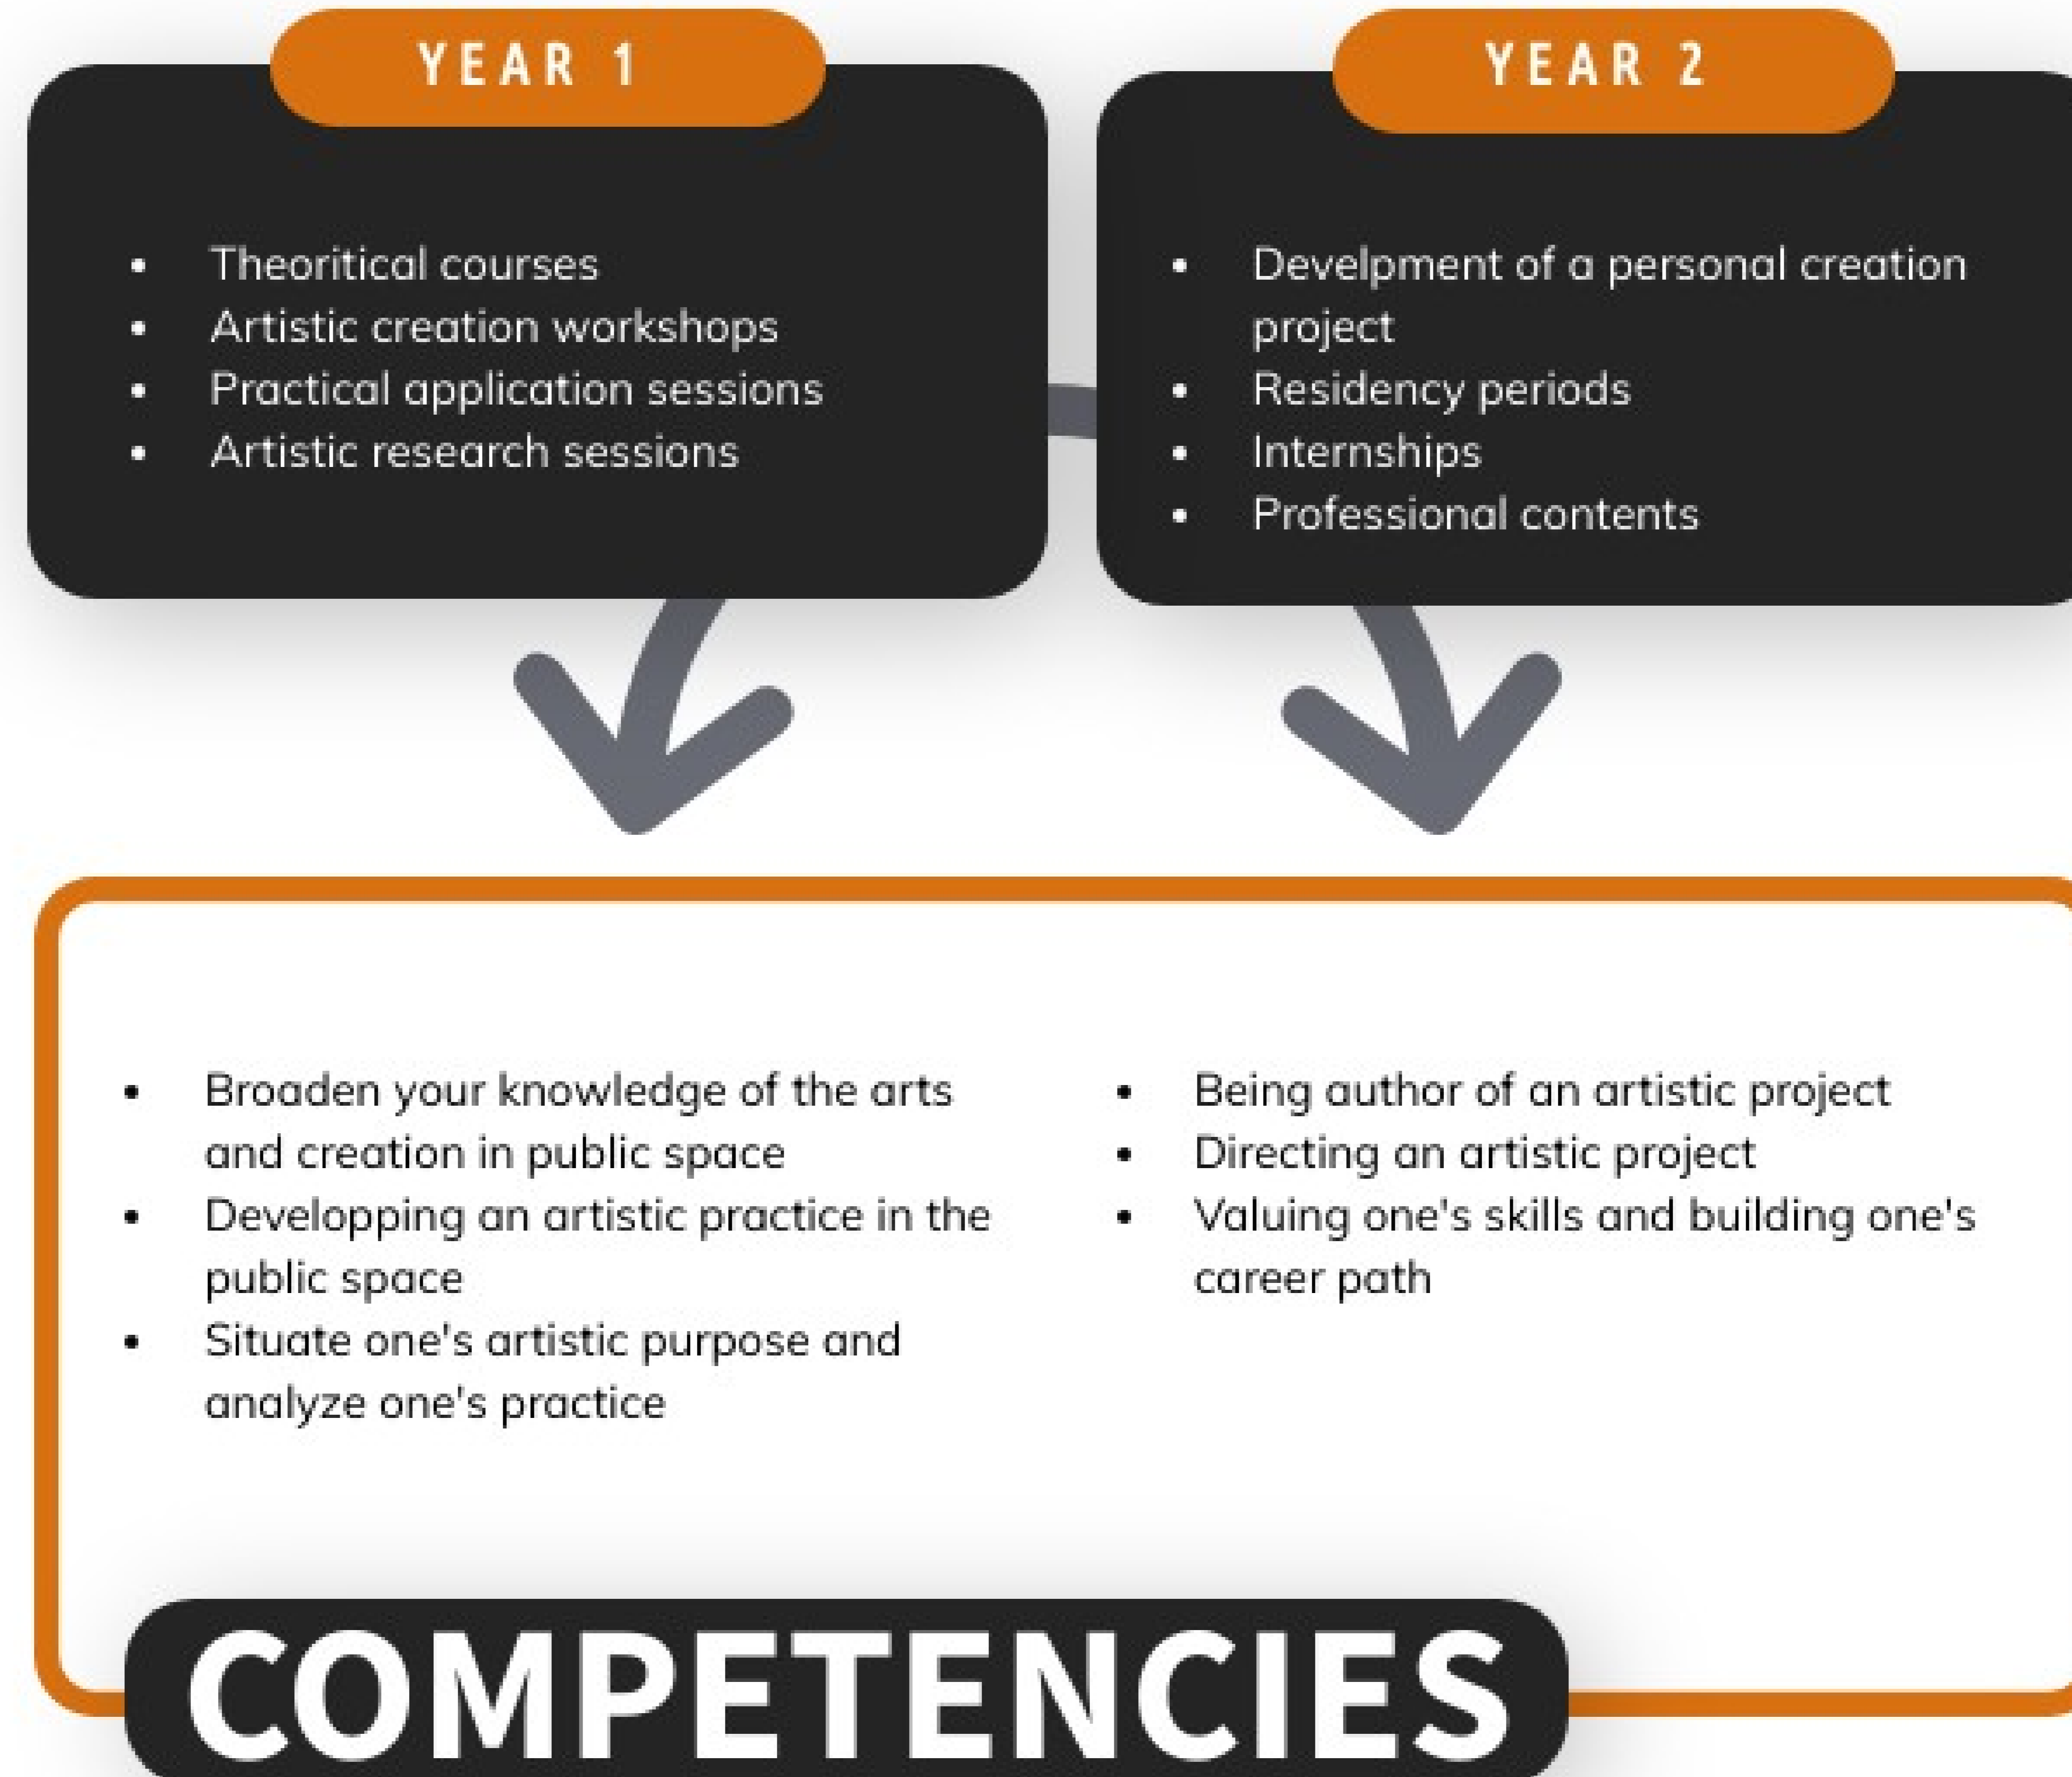 YEAR 1
• Theoritical courses
• Artistic creation workshops
• Practical application sessions
• Artistic research sessions
YEAR 2
• Develpment of a personal creation
project
• Residency periods
• Internships
• Professional contents
• Broaden your knowledge of the arts
and creation in public space
• Developping an artistic practice in the
public space
• Situate one's artistic purpose and
analyze one's practice
• Being author of an artistic project
• Directing an artistic project
• Valuing one's skills and building one's
career path
COMPETENCIES